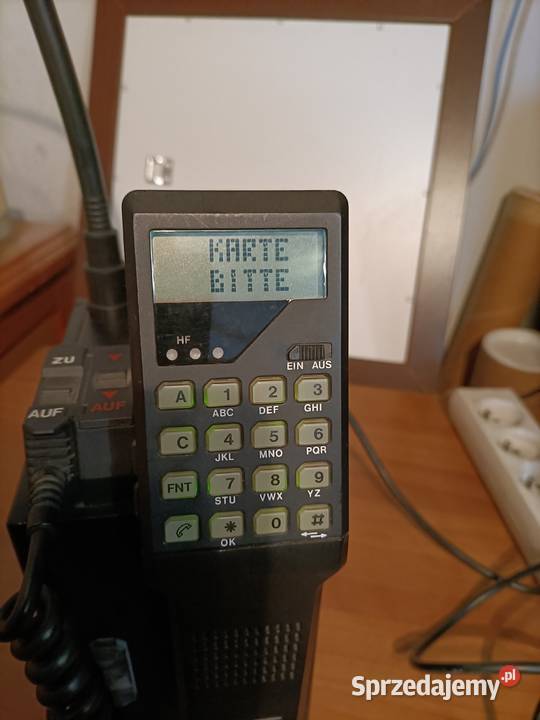 KARTE
BITTE
HF
EIN AUS
ZU
AUF AUF
A 1 2 3
ABC DEF GHI
C 4 5 6
JKL MNO PQR
FNT 7 8 9
STU VWX YZ
* 0 #
OK
Sprzedajemy.pl